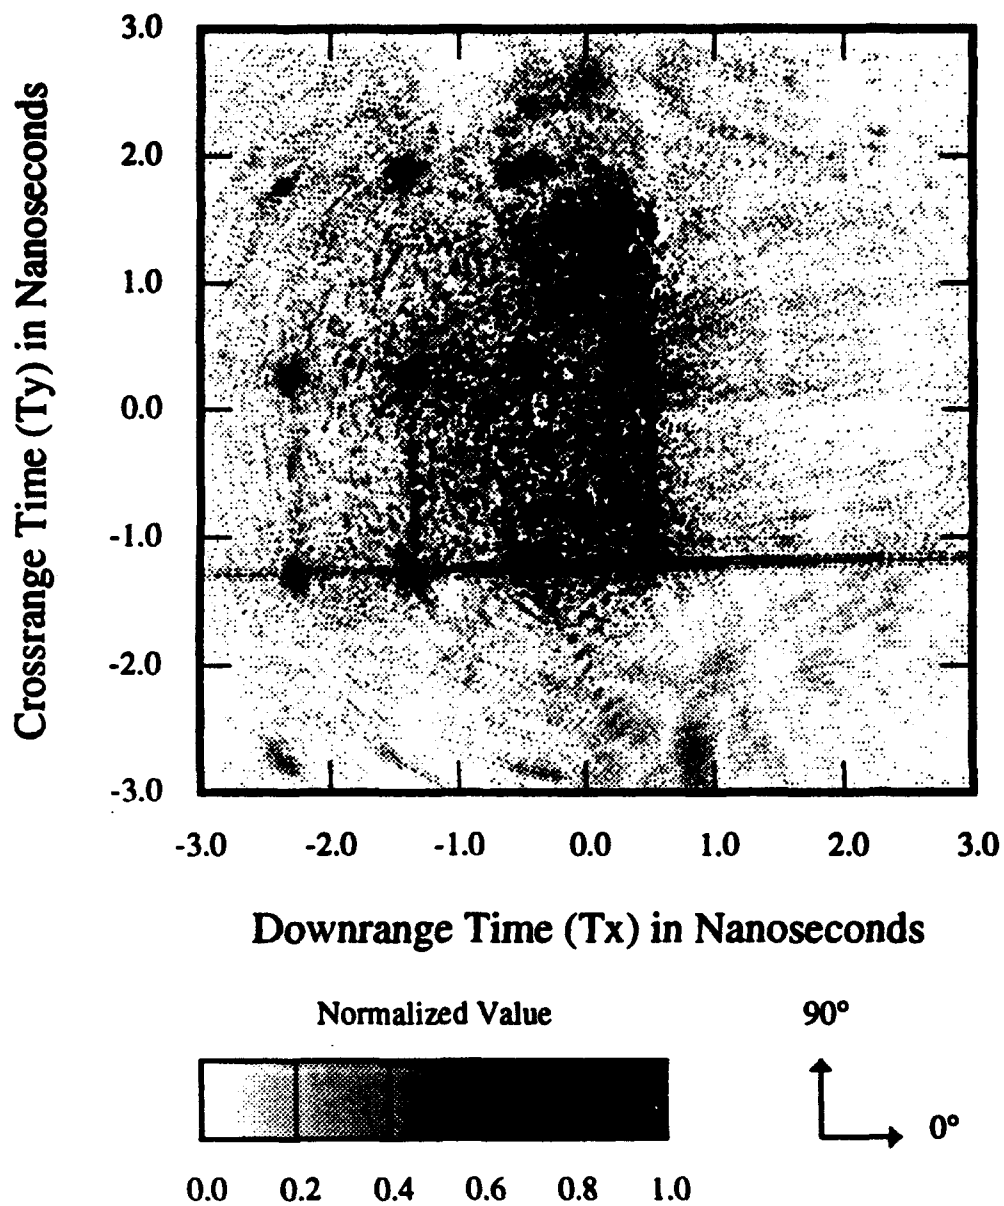 3.0
2.0
1.0
0.0
-1.0
-2.0
-3.0
Crossrange Time (Ty) in Nanoseconds
-3.0 -2.0 -1.0 0.0 1.0 2.0 3.0
Downrange Time (Tx) in Nanoseconds
Normalized Value
90°
0°
0.0 0.2 0.4 0.6 0.8 1.0